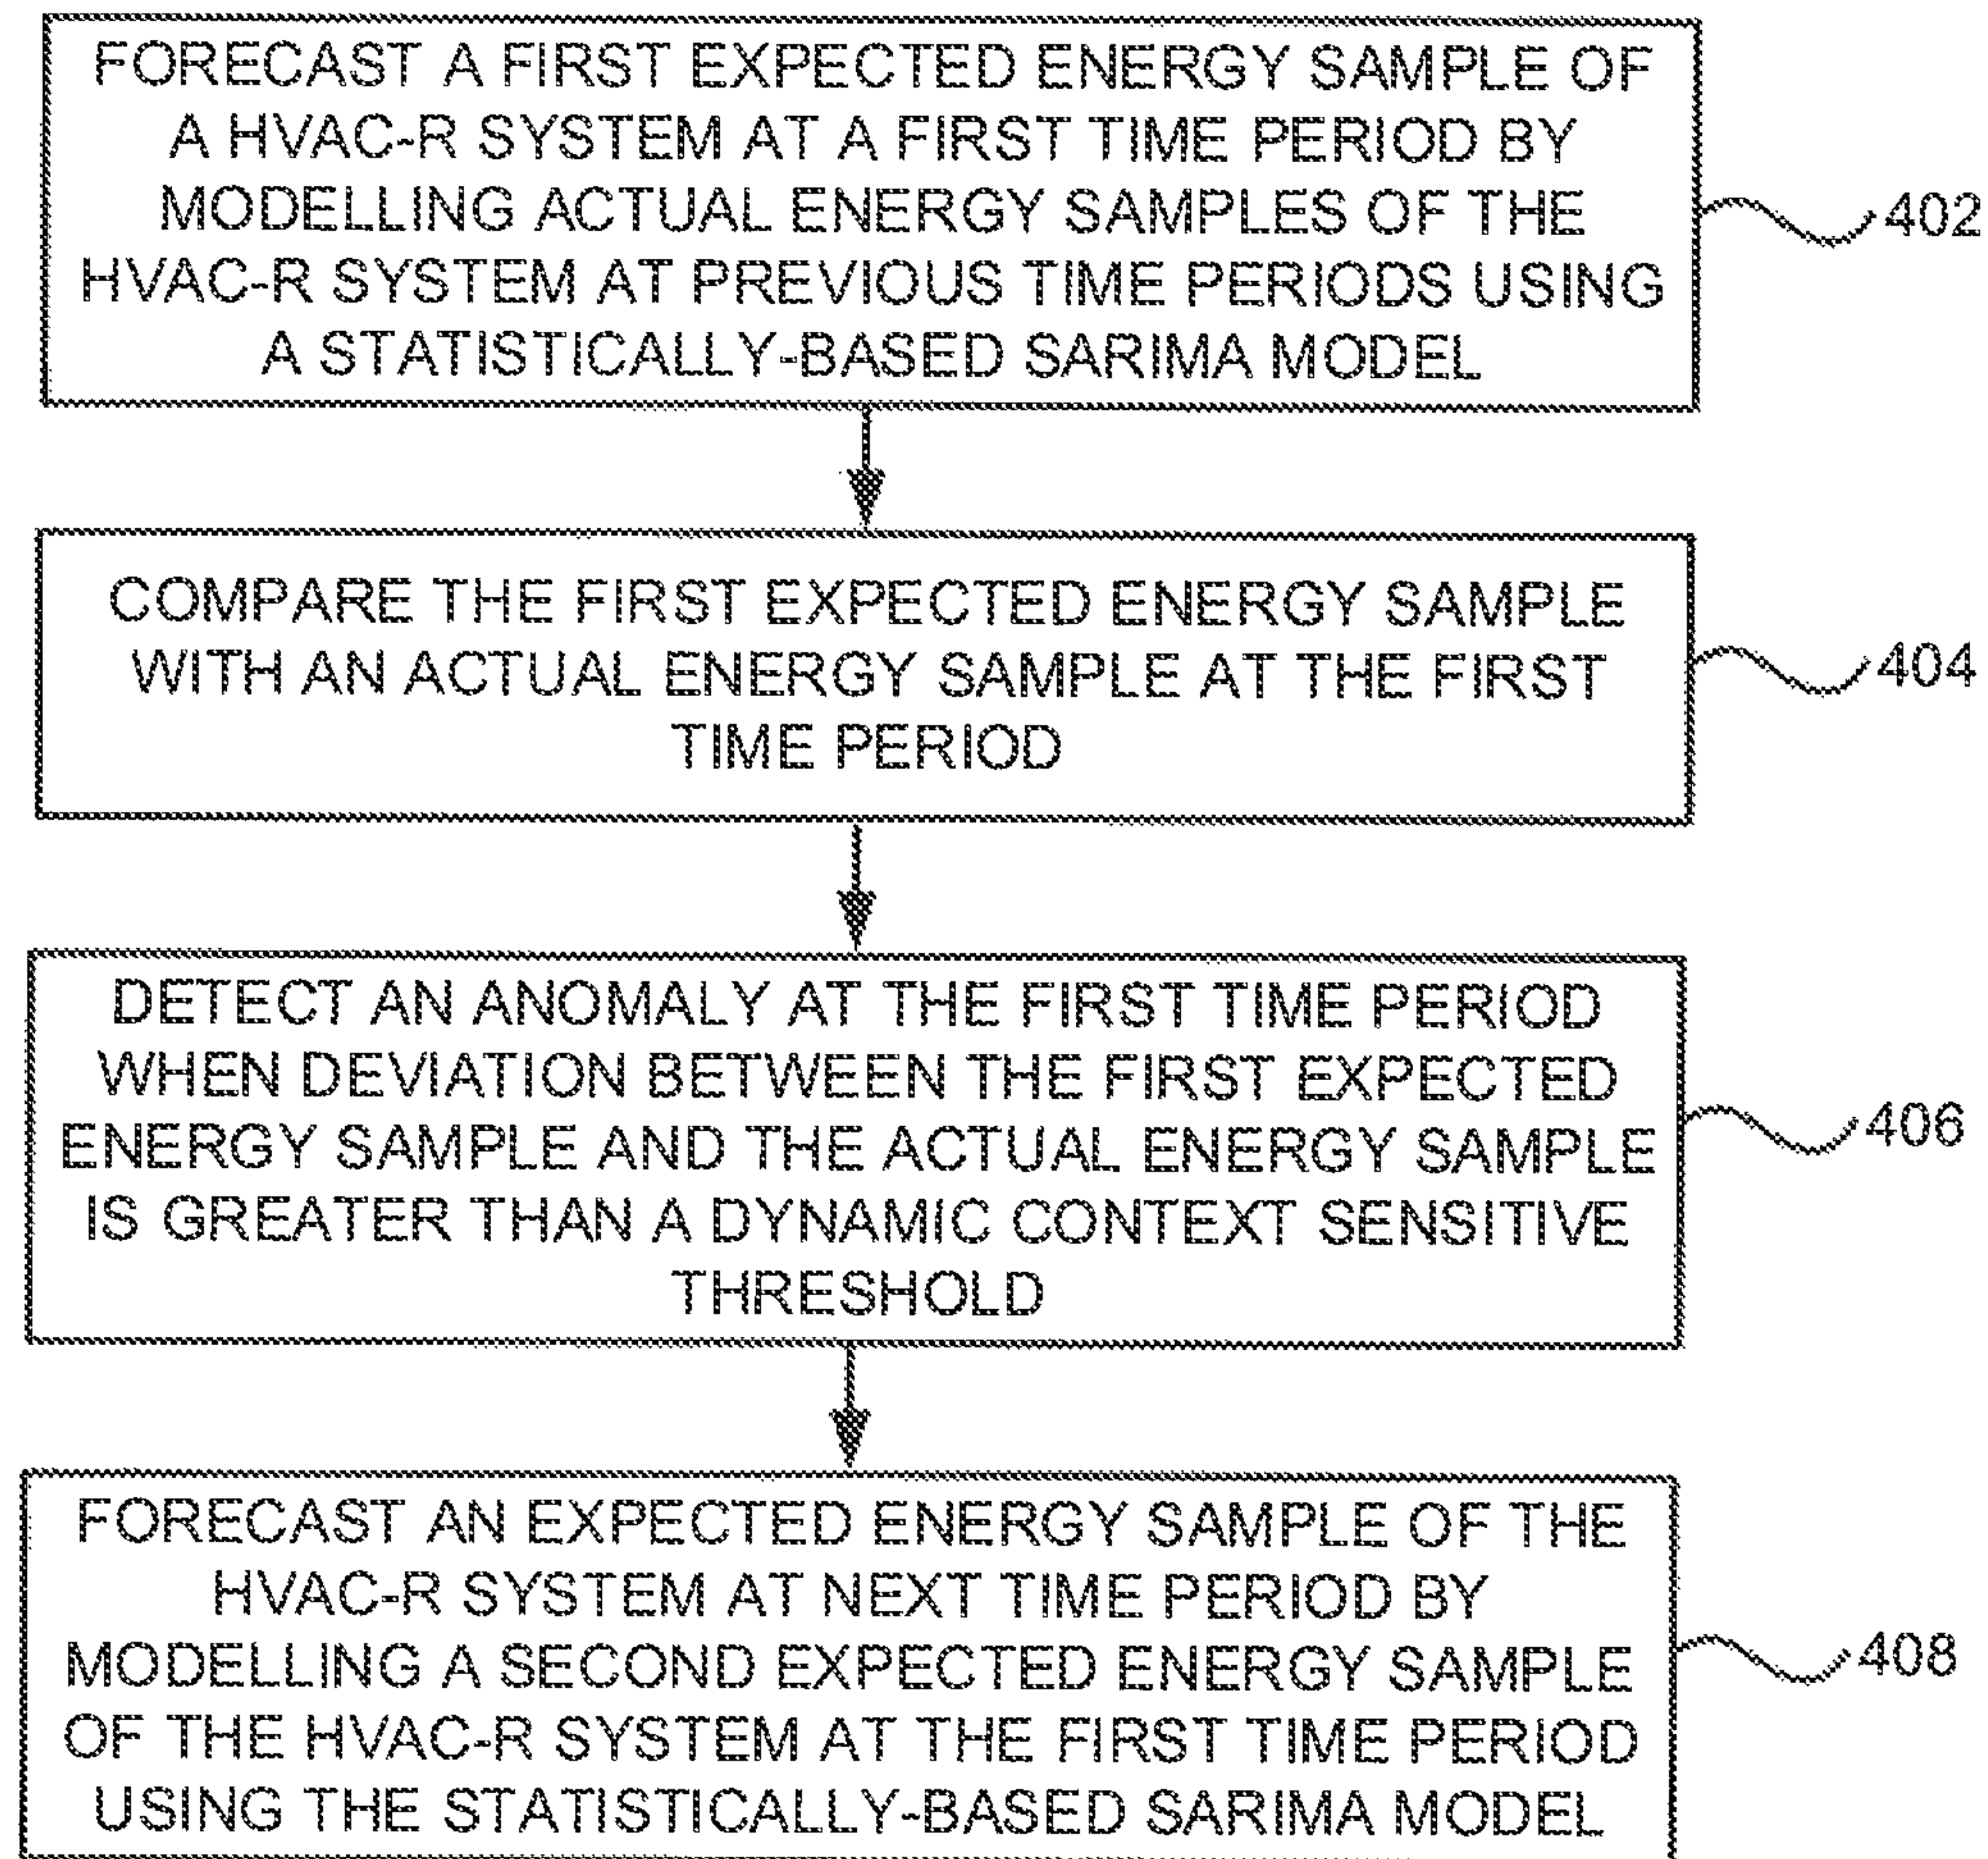 FORECAST A FIRST EXPECTED ENERGY SAMPLE OF
A HVAC-R SYSTEM AT A FIRST TIME PERIOD BY
MODELLING ACTUAL ENERGY SAMPLES OF THE
HVAC-R SYSTEM AT PREVIOUS TIME PERIODS USING
A STATISTICALLY-BASED SARIMA MODEL
402
COMPARE THE FIRST EXPECTED ENERGY SAMPLE
WITH AN ACTUAL ENERGY SAMPLE AT THE FIRST
TIME PERIOD
404
DETECT AN ANOMALY AT THE FIRST TIME PERIOD
WHEN DEVIATION BETWEEN THE FIRST EXPECTED
ENERGY SAMPLE AND THE ACTUAL ENERGY SAMPLE
IS GREATER THAN A DYNAMIC CONTEXT SENSITIVE
THRESHOLD
406
FORECAST AN EXPECTED ENERGY SAMPLE OF THE
HVAC-R SYSTEM AT NEXT TIME PERIOD BY
MODELLING A SECOND EXPECTED ENERGY SAMPLE
OF THE HVAC-R SYSTEM AT THE FIRST TIME PERIOD
USING THE STATISTICALLY-BASED SARIMA MODEL
408